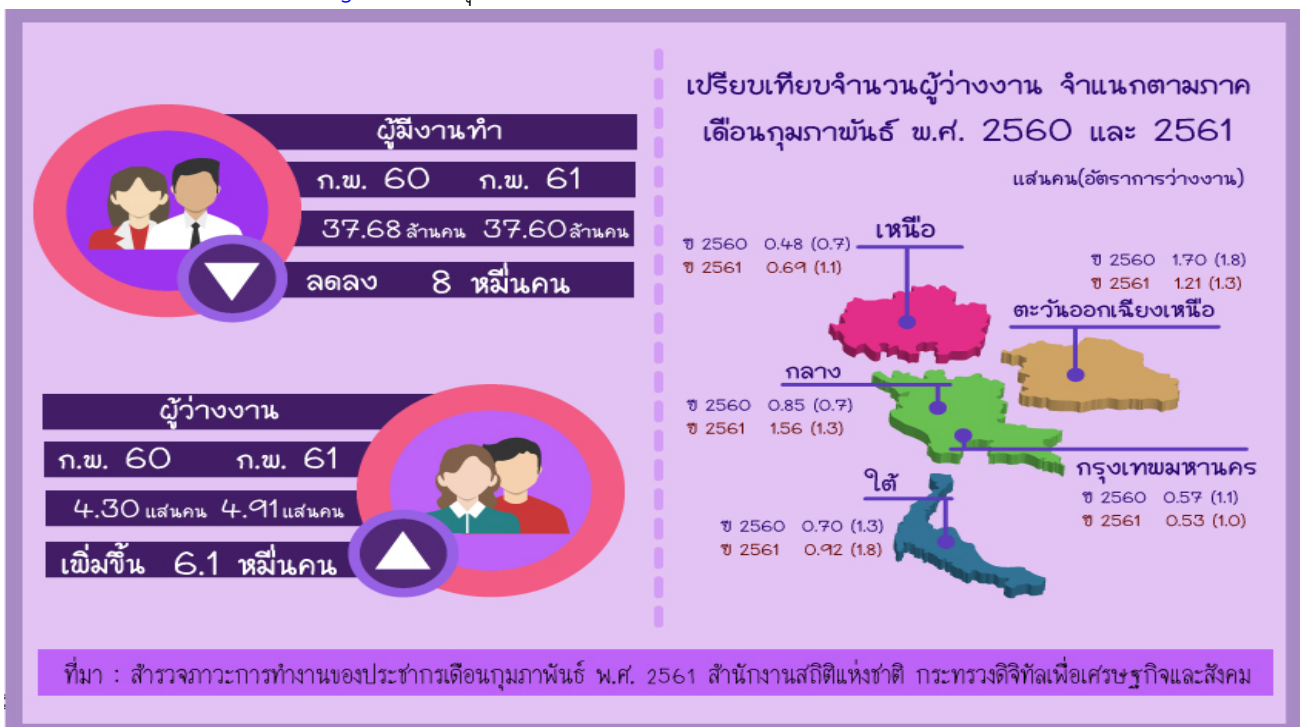 ผู้มีงานทำ
ก.พ. 60 ก.พ. 61
37.68 ล้านคน 37.60 ล้านคน
ลดลง 8 หมื่นคน
ผู้ว่างงาน
ก.พ. 60 ก.พ. 61
4.30 แสนคน 4.91 แสนคน
เพิ่มขึ้น 6.1 หมื่นคน
เปรียบเทียบจำนวนผู้ว่างงาน จำแนกตามภาค
เดือนกุมภาพันธ์ พ.ศ. 2560 และ 2561
แสนคน(อัตราการว่างงาน)
เหนือ
ปี 2560 0.48 (0.7)
ปี 2561 0.69 (1.1)
ปี 2560 1.70 (1.8)
ปี 2561 1.21 (1.3)
ตะวันออกเฉียงเหนือ
กลาง
ปี 2560 0.85 (0.7)
ปี 2561 1.56 (1.3)
กรุงเทพมหานคร
ปี 2560 0.57 (1.1)
ปี 2561 0.53 (1.0)
ใต้
ปี 2560 0.70 (1.3)
ปี 2561 0.92 (1.8)
ที่มา : สำรวจภาวะการทำงานของประชากรเดือนกุมภาพันธ์ พ.ศ. 2561 สำนักงานสถิติแห่งชาติ กระทรวงดิจิทัลเพื่อเศรษฐกิจและสังคม